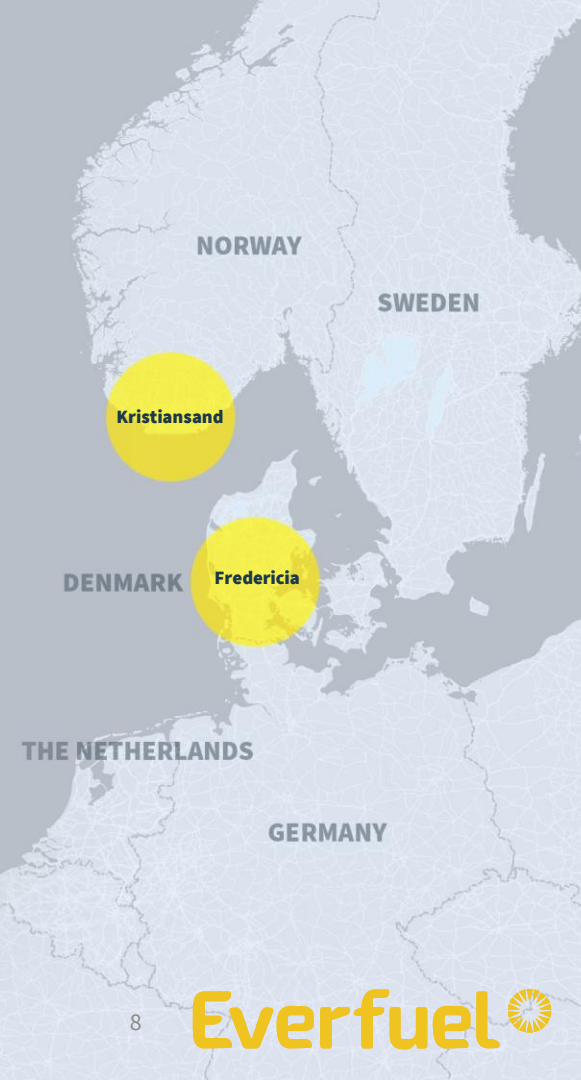 NORWAY
SWEDEN
Kristiansand
Fredericia
DENMARK
THE NETHERLANDS
GERMANY
8
Everfuel